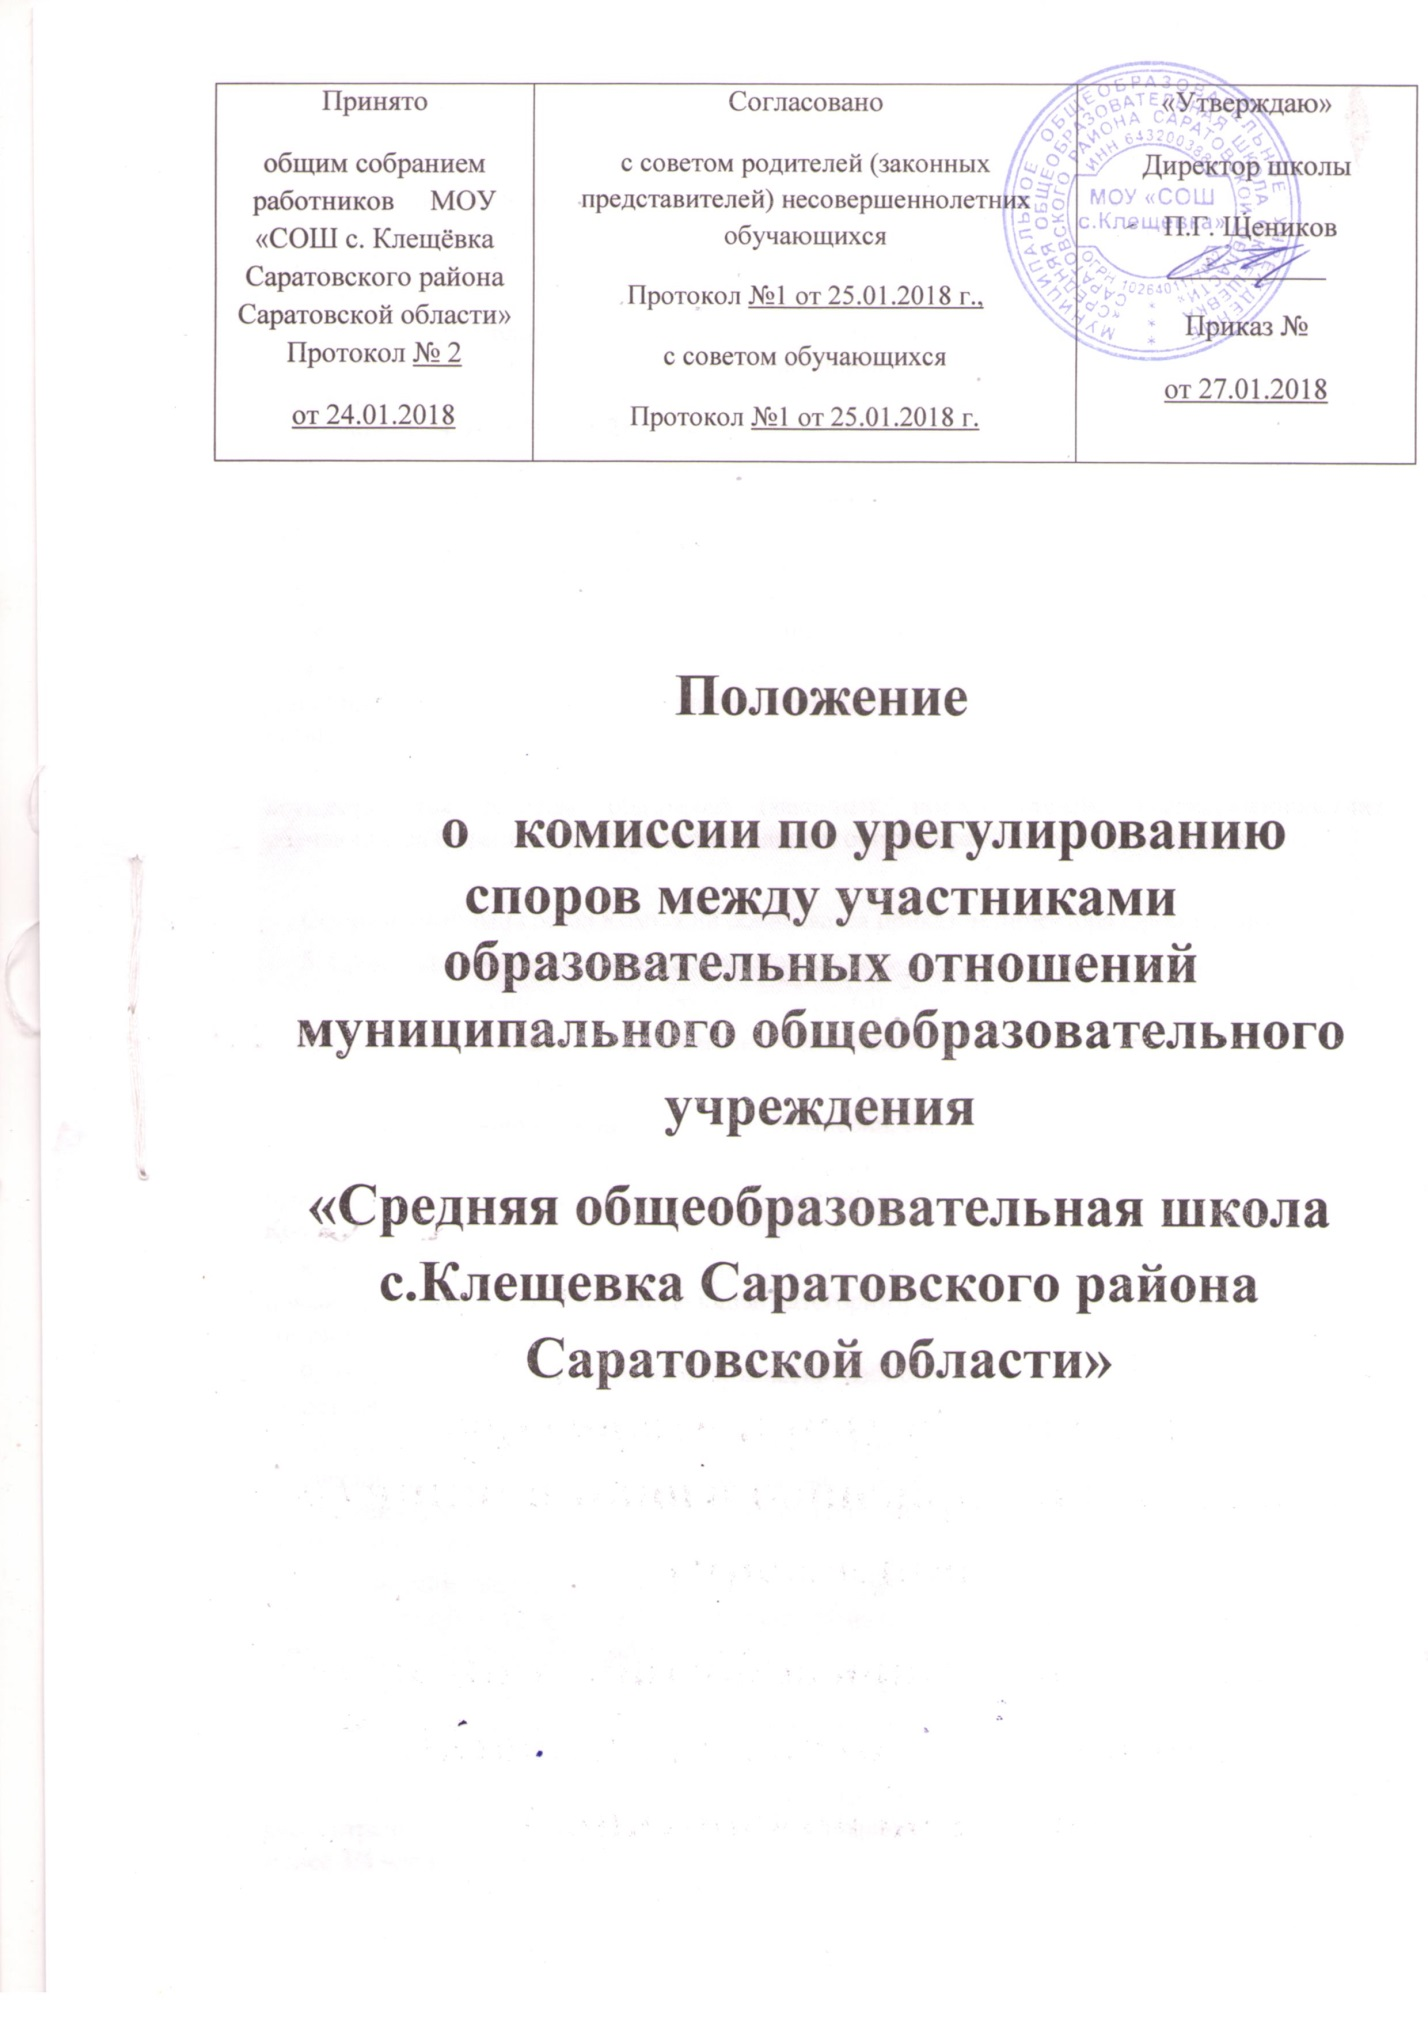 Принято
общим собранием
работников МОУ
«СОШ с. Клещёвка
Саратовского района
Саратовской области»
Протокол № 2
от 24.01.2018
Согласовано
с советом родителей (законных
представителей) несовершеннолетних
обучающихся
Протокол №1 от 25.01.2018 г.,
с советом обучающихся
Протокол №1 от 25.01.2018 г.
«Утверждаю»
Директор школы
П.Г. Щеников
Приказ №
от 27.01.2018
МОУ «СОШ
с.Клещевка»
Положение
о комиссии по урегулированию
споров между участниками
образовательных отношений
муниципального общеобразовательного
учреждения
«Средняя общеобразовательная школа
с.Клещевка Саратовского района
Саратовской области»